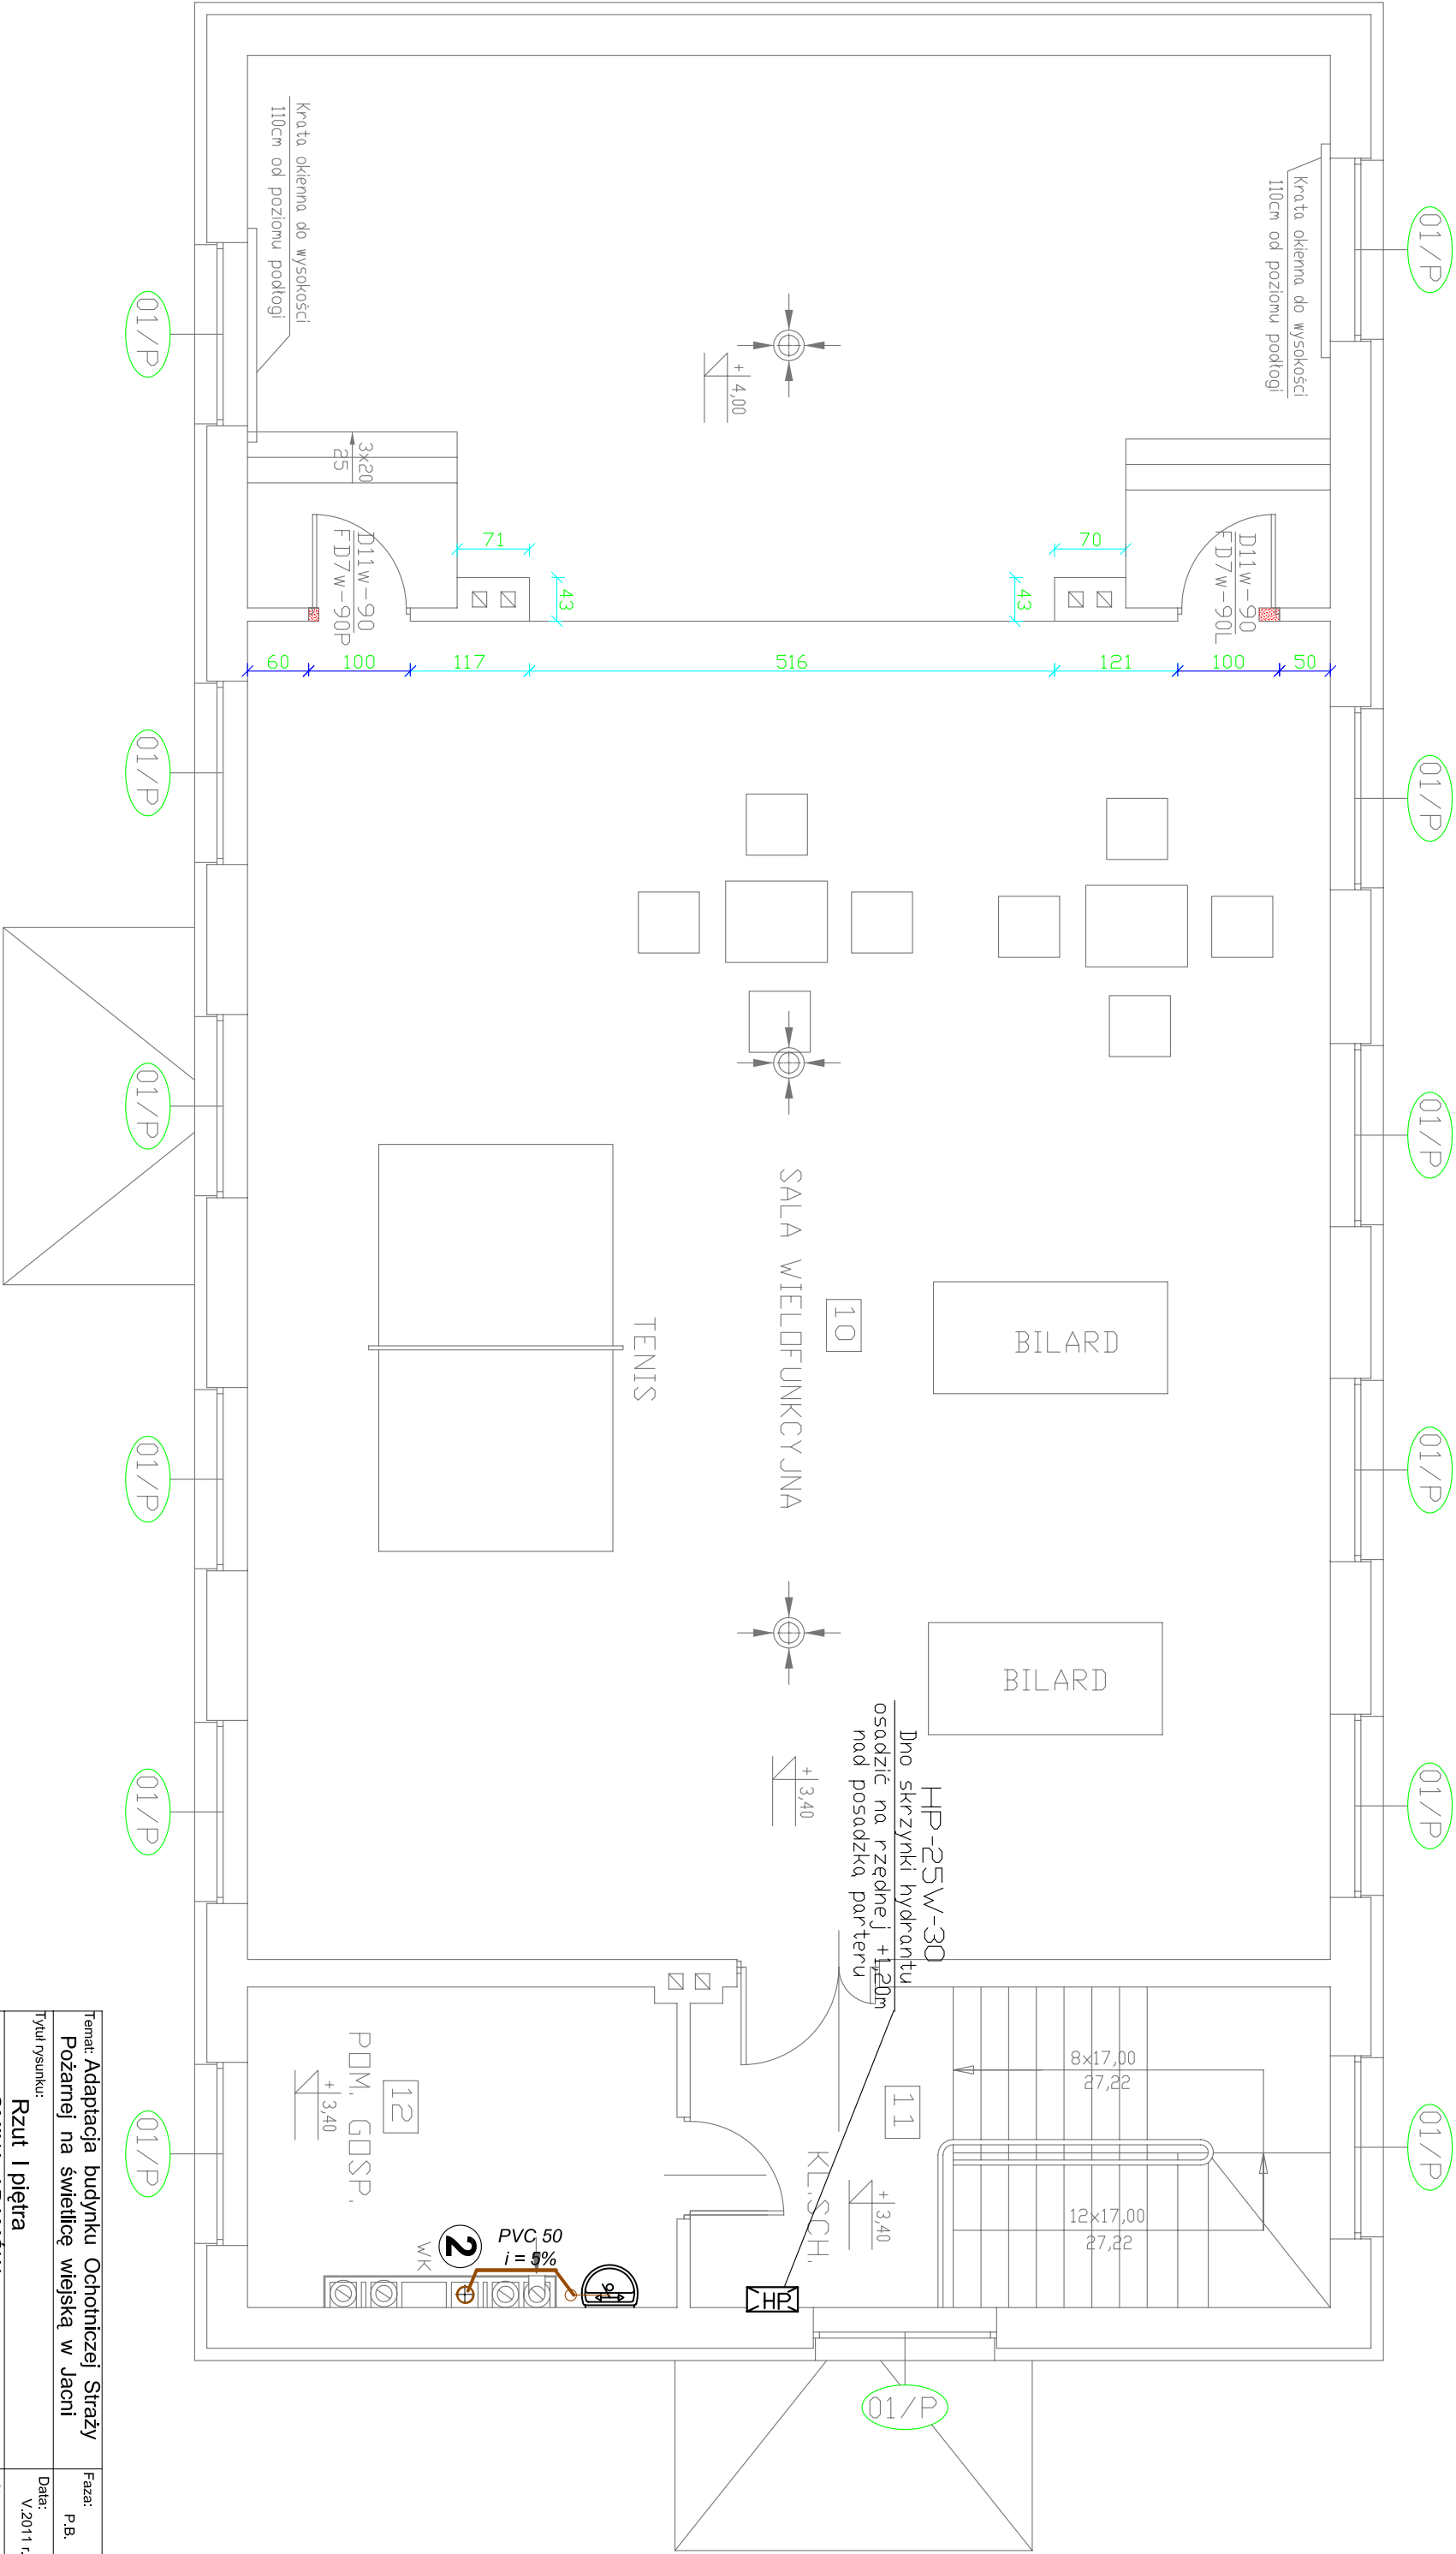 01/P
01/P
01/P
01/P
01/P
01/P
Krata okienna do wysokości
110cm od poziomu podłogi
Krata okienna do wysokości
110cm od poziomu podłogi
+ 4,00
3x20
25
D11w-90
FD7w-90P
D11w-90
FD7w-90L
71
70
43
43
60
100
117
516
121
100
50
10
SALA WIELOFUNKCYJNA
TENIS
BILARD
BILARD
+ 3,40
HP-25W-30
Dno skrzynki hydrantu
osadzić na rzędnej +1,20m
nad posadzką parteru
8x17,00
27,22
12x17,00
27,22
11
KL.SCH.
+ 3,40
12
POM. GOSP.
+ 3,40
WK
2
PVC 50
i = 5%
HP
01/P
01/P
01/P
01/P
01/P
01/P
01/P
Temat: Adaptacja budynku Ochotniczej Straży
Pożarnej na świetlicę wiejską w Jacni
Faza:
P.B.
Tytuł rysunku:
Rzut I piętra
Data:
V.2011 r.